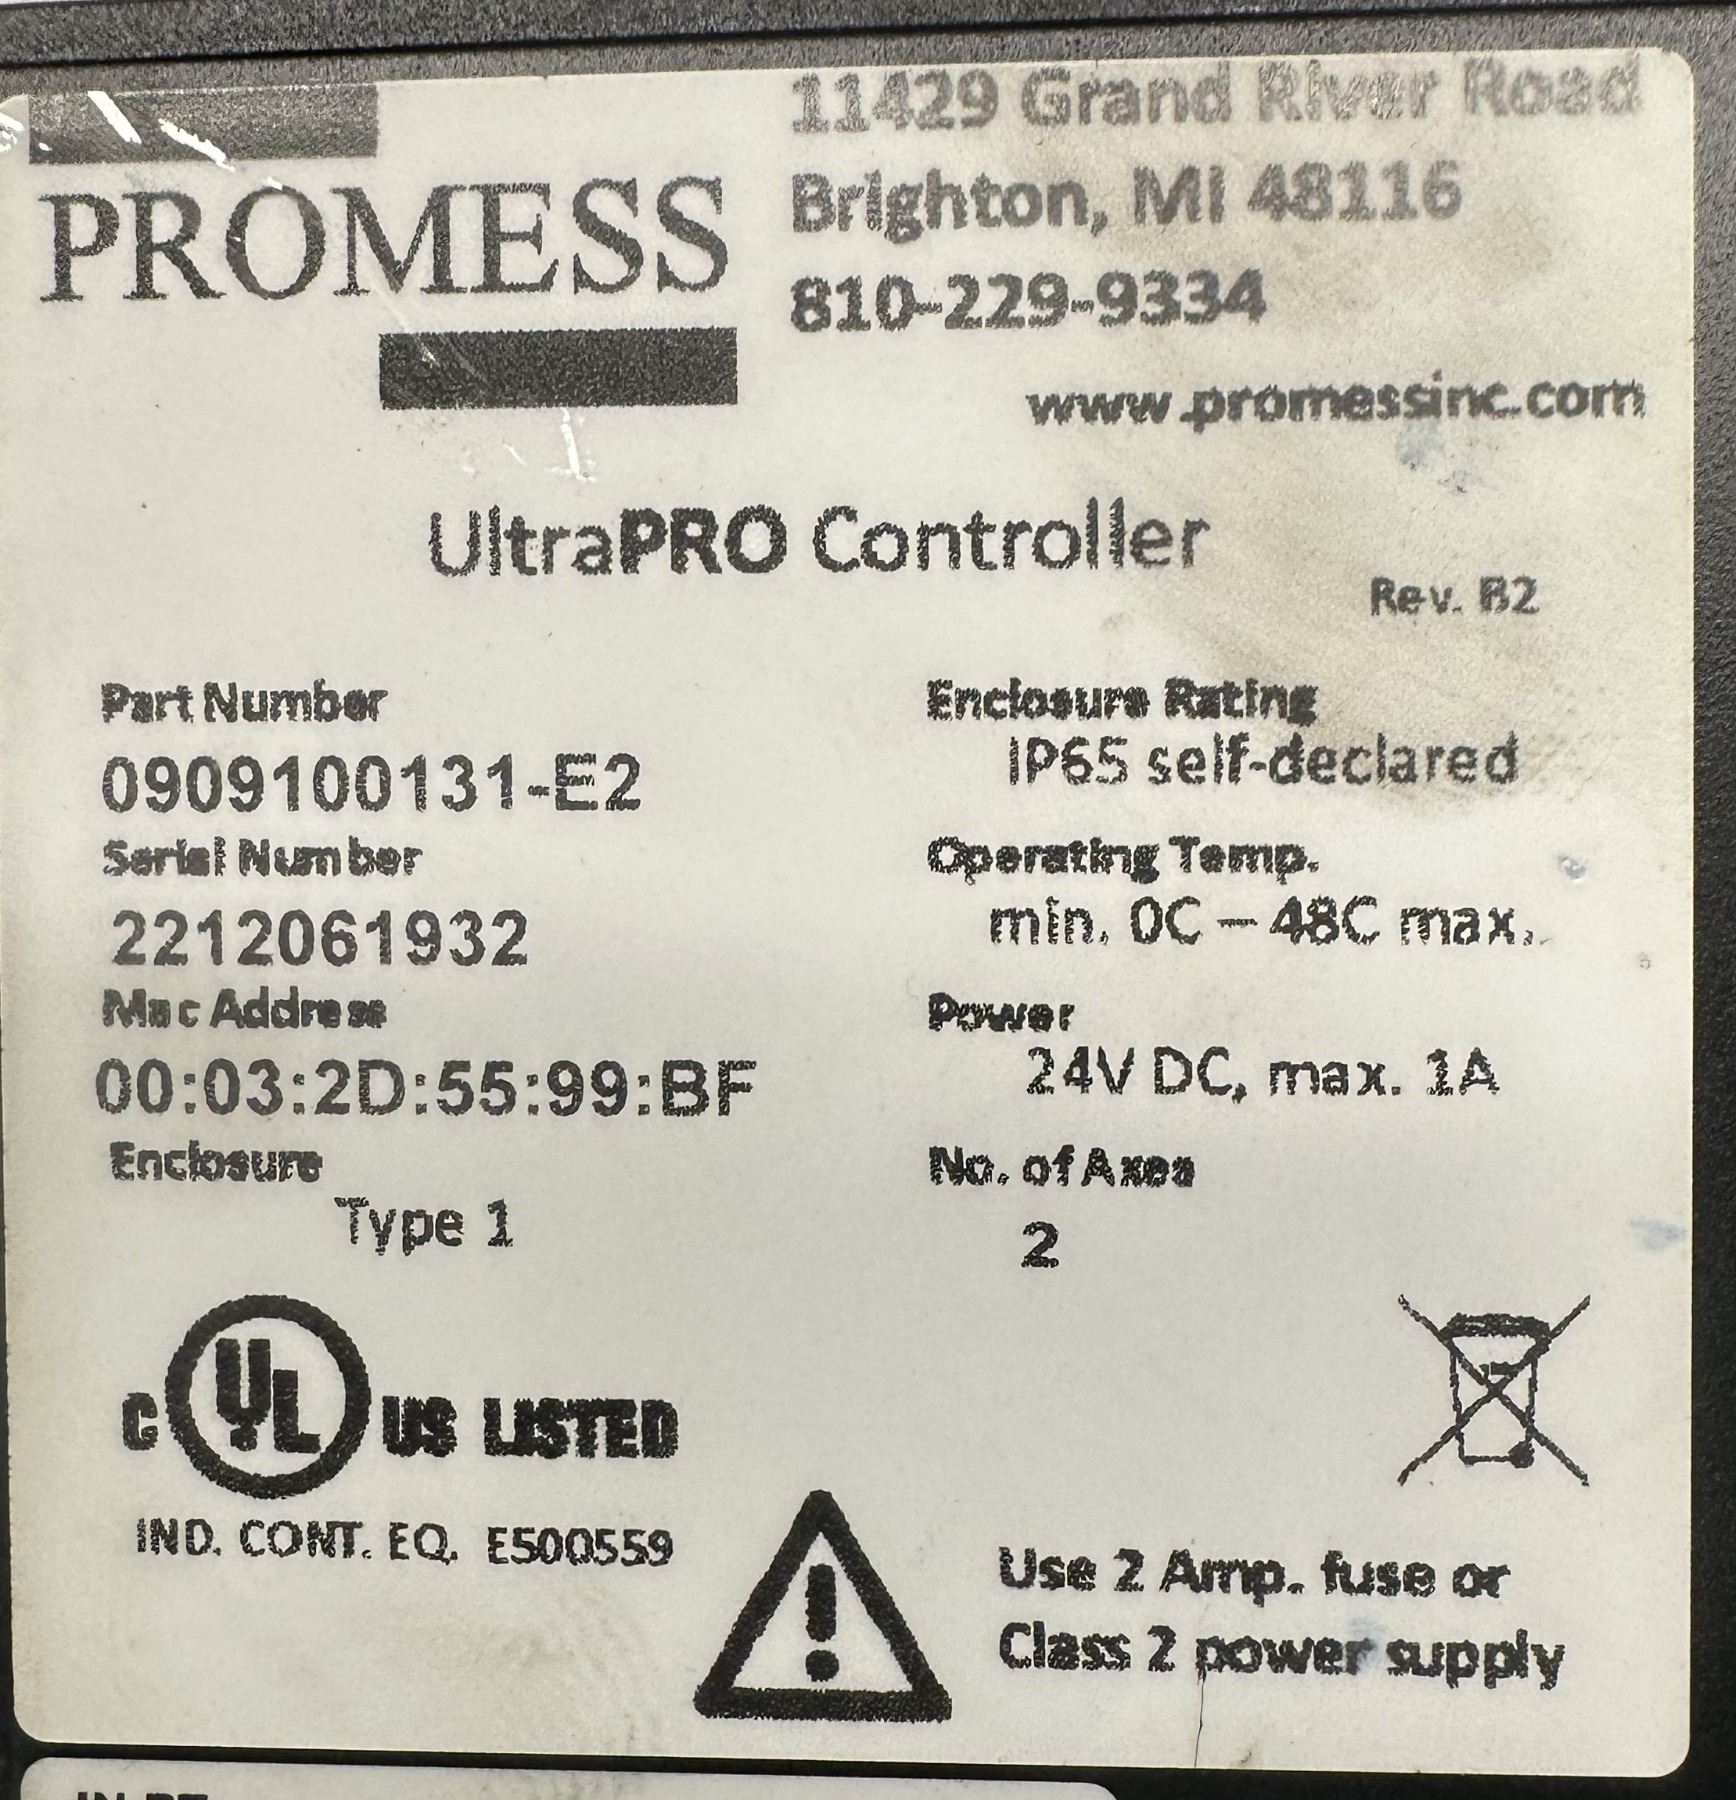 PROMESS
11429 Grand River Road
Brighton, MI 48116
810-229-9334
www.promessinc.com
UltraPRO Controller
Rev. B2
Part Number
0909100131-E2
Serial Number
2212061932
Mac Address
00:03:2D:55:99:BF
Enclosure
Type 1
Enclosure Rating
IP65 self-declared
Operating Temp.
min. 0C – 48C max.
Power
24V DC, max. 1A
No. of Axes
2
C UL US LISTED
IND. CONT. EQ. E500559
Use 2 Amp. fuse or
Class 2 power supply